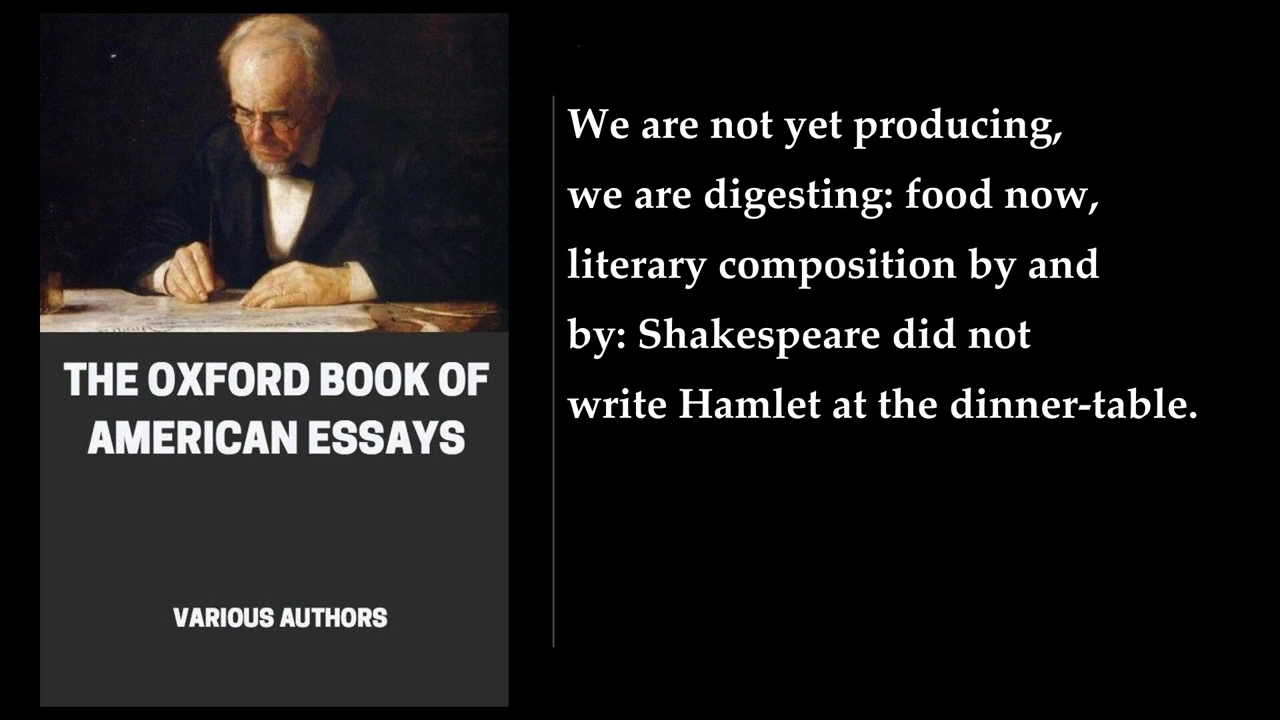 THE OXFORD BOOK OF
AMERICAN ESSAYS
VARIOUS AUTHORS
We are not yet producing,
we are digesting: food now,
literary composition by and
by: Shakespeare did not
write Hamlet at the dinner-table.